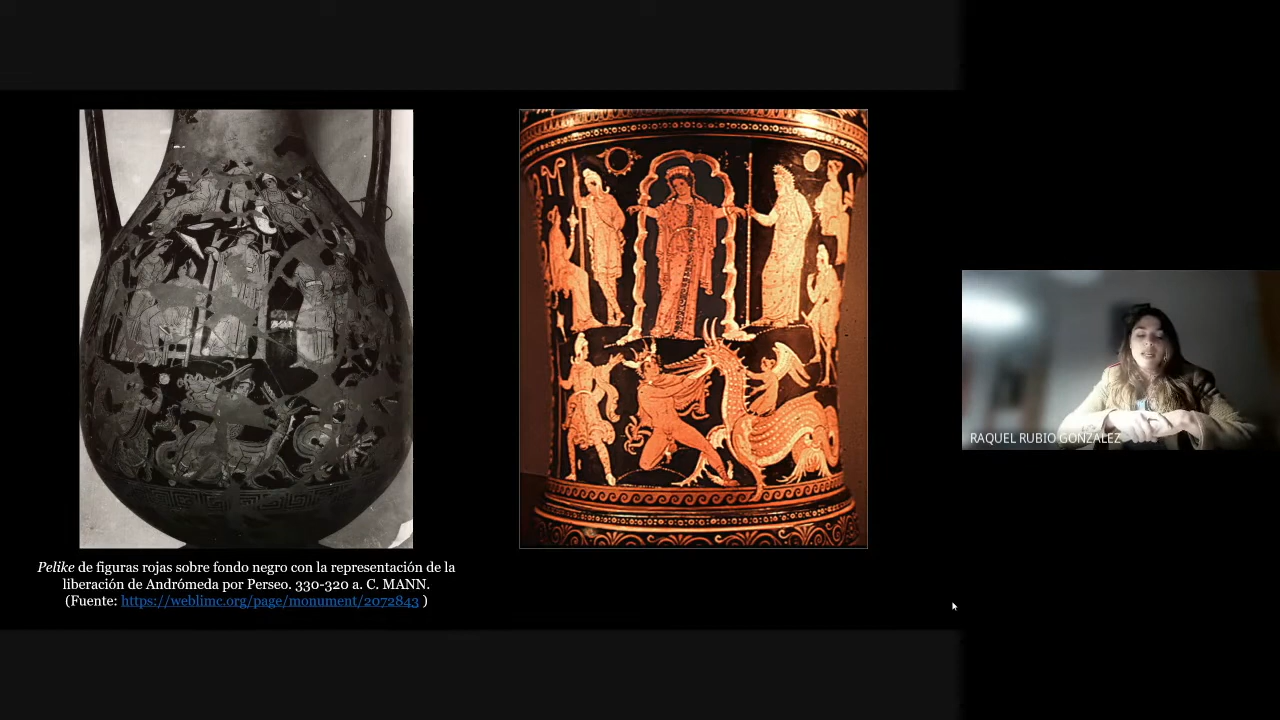 Pelike de figuras rojas sobre fondo negro con la representación de la
liberación de Andrómeda por Perseo. 330-320 a. C. MANN.
(Fuente: https://weblimc.org/page/monument/2072843 )
RAQUEL RUBIO GONZALEZ